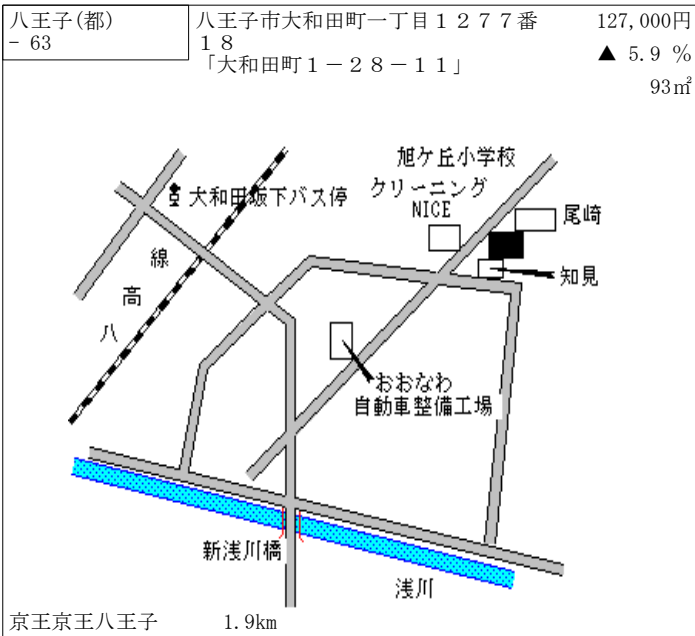 八王子(都)
- 63
八王子市大和田町一丁目１２７７番
１８
「大和田町１－２８－１１」
127,000円
▲ 5.9 %
93㎡
旭ケ丘小学校
クリーニング
NICE
尾崎
大和田坂下バス停
知見
線
高
八
おおなわ
自動車整備工場
新浅川橋
浅川
京王京王八王子 1.9km